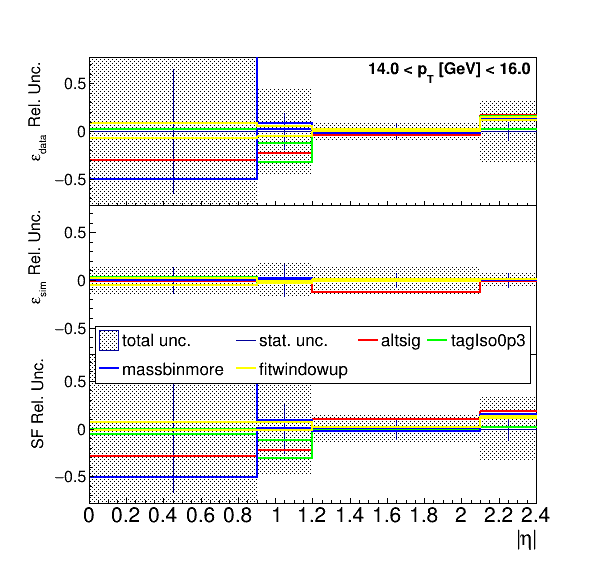 14.0 < p_T [GeV] < 16.0
ε_data Rel. Unc.
0.5
0
−0.5
ε_sim Rel. Unc.
0.5
0
−0.5
total unc. stat. unc. altsig tagIso0p3
massbinmore fitwindowup
SF Rel. Unc.
0.5
0
−0.5
0 0.2 0.4 0.6 0.8 1 1.2 1.4 1.6 1.8 2 2.2 2.4
|η|